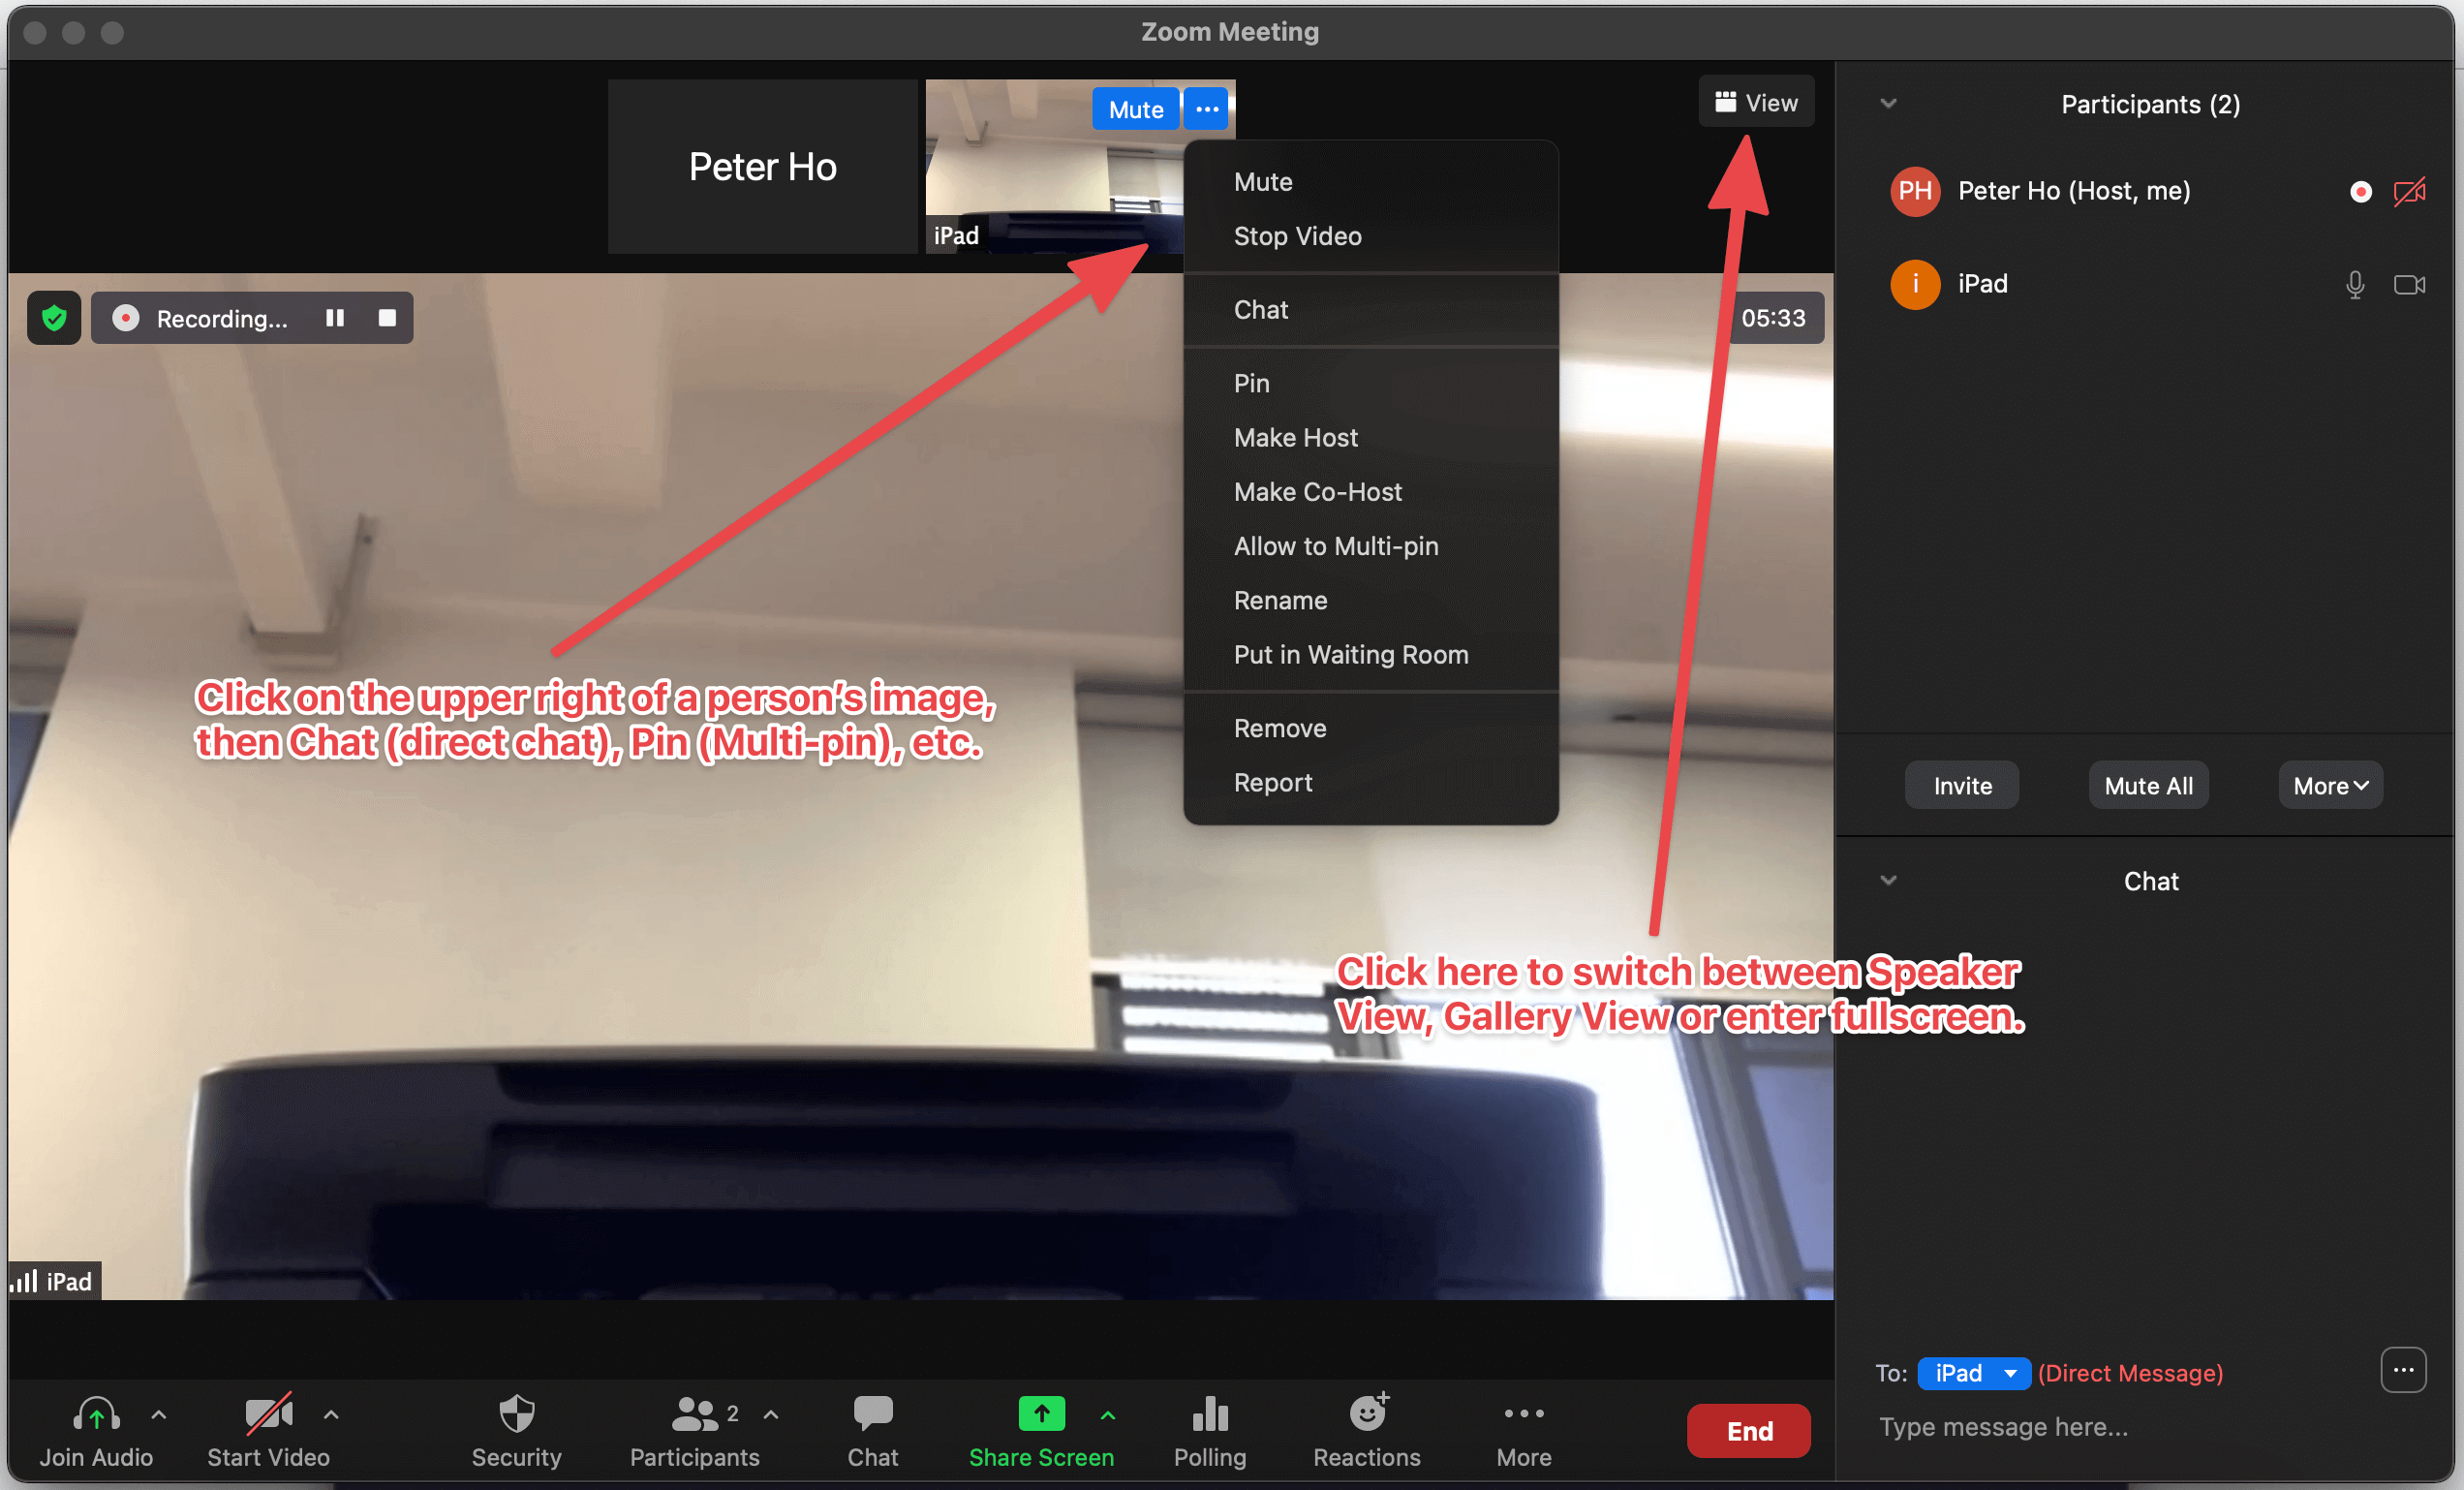 Zoom Meeting
Peter Ho
Mute
iPad
View
Mute
Stop Video
Chat
Pin
Make Host
Make Co-Host
Allow to Multi-pin
Rename
Put in Waiting Room
Remove
Report
Recording...
05:33
Click on the upper right of a person’s image,
then Chat (direct chat), Pin (Multi-pin), etc.
Click here to switch between Speaker
View, Gallery View or enter fullscreen.
iPad
Participants (2)
PH Peter Ho (Host, me)
i iPad
Invite Mute All More
Chat
To: iPad (Direct Message)
Type message here...
Join Audio
Start Video
Security
2
Participants
Chat
Share Screen
Polling
Reactions
More
End